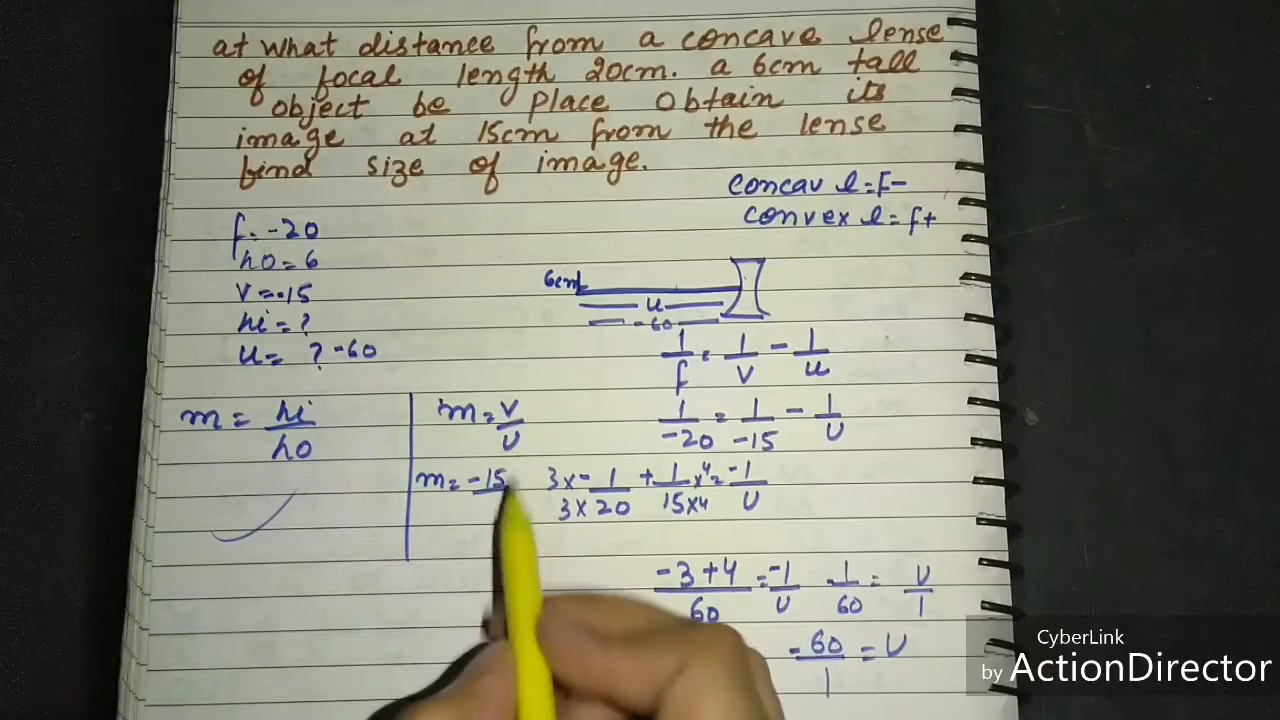 at what distance from a concave lense
of focal length 20cm. a 6cm tall
object be place obtain its
image at 15cm from the lense
find size of image.
concav l = F-
convex l = f+
f = -20
ho = 6
v = -15
hi = ?
u = ? -60
6cm
u
-60
1/f = 1/v - 1/u
m = hi/ho
m = v/u
1/-20 = 1/-15 - 1/u
m = -15
3x-1/3x20 + 1/15x4 x4 = -1/u
-3+4/60 = -1/u
1/60 = u/1
-60/1 = u
CyberLink
by ActionDirector